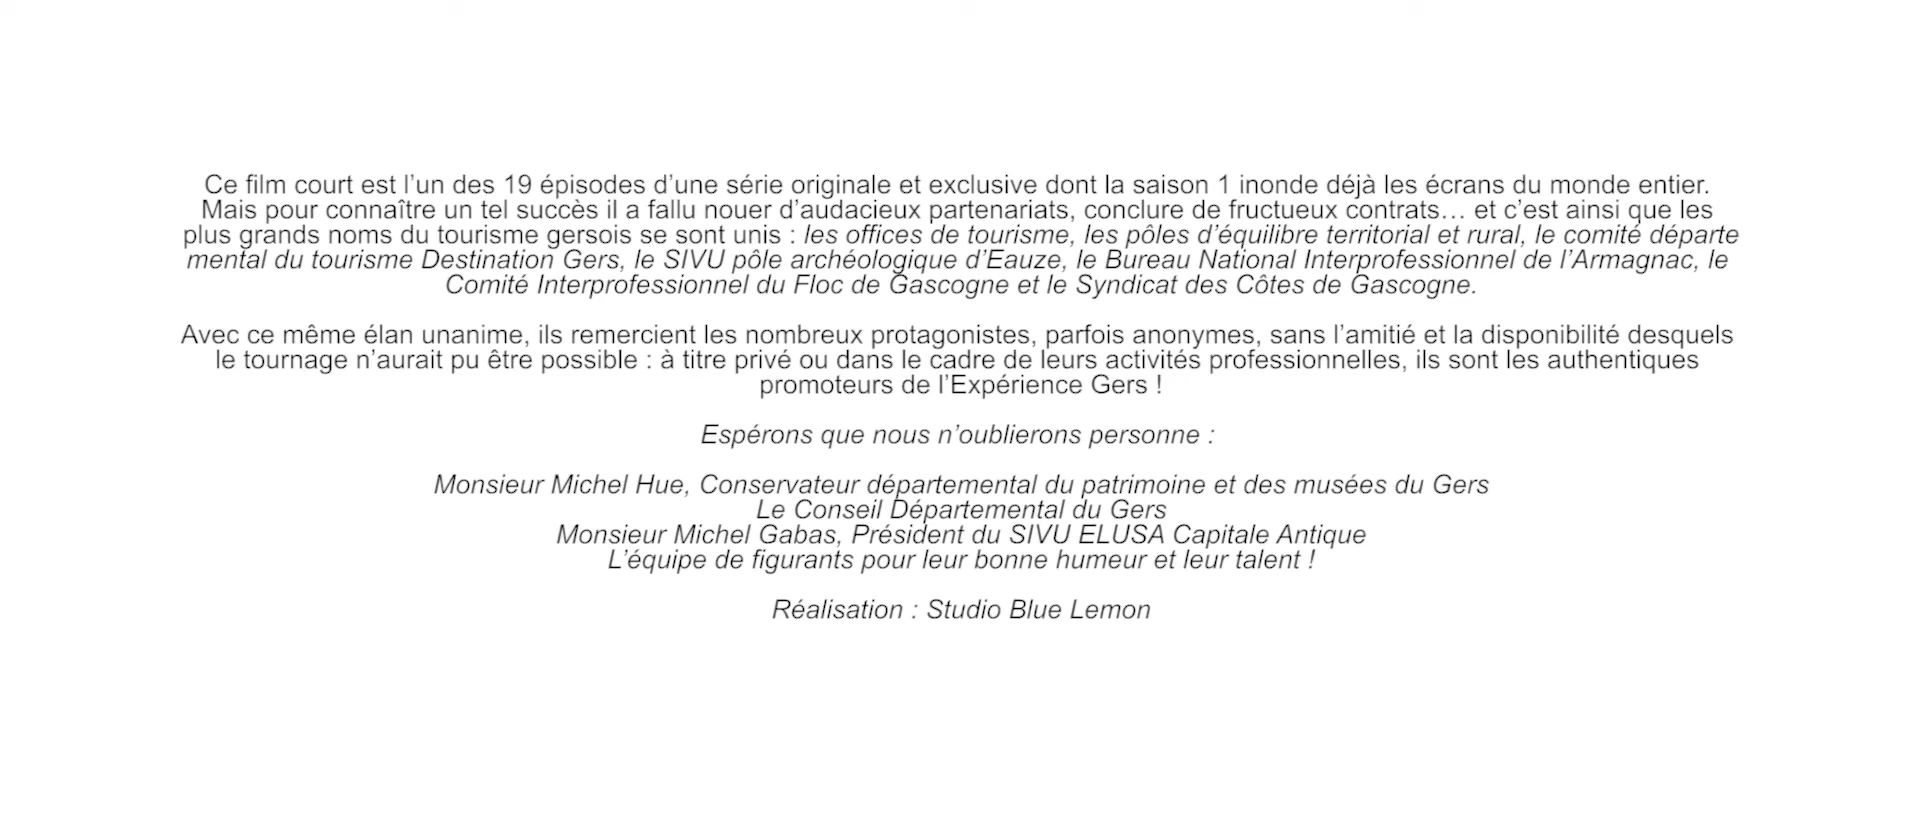 Ce film court est l’un des 19 épisodes d’une série originale et exclusive dont la saison 1 inonde déjà les écrans du monde entier.
Mais pour connaître un tel succès il a fallu nouer d’audacieux partenariats, conclure de fructueux contrats… et c’est ainsi que les
plus grands noms du tourisme gersois se sont unis : les offices de tourisme, les pôles d’équilibre territorial et rural, le comité départe
mental du tourisme Destination Gers, le SIVU pôle archéologique d’Eauze, le Bureau National Interprofessionnel de l’Armagnac, le
Comité Interprofessionnel du Floc de Gascogne et le Syndicat des Côtes de Gascogne.
Avec ce même élan unanime, ils remercient les nombreux protagonistes, parfois anonymes, sans l’amitié et la disponibilité desquels
le tournage n’aurait pu être possible : à titre privé ou dans le cadre de leurs activités professionnelles, ils sont les authentiques
promoteurs de l’Expérience Gers !
Espérons que nous n’oublierons personne :
Monsieur Michel Hue, Conservateur départemental du patrimoine et des musées du Gers
Le Conseil Départemental du Gers
Monsieur Michel Gabas, Président du SIVU ELUSA Capitale Antique
L’équipe de figurants pour leur bonne humeur et leur talent !
Réalisation : Studio Blue Lemon